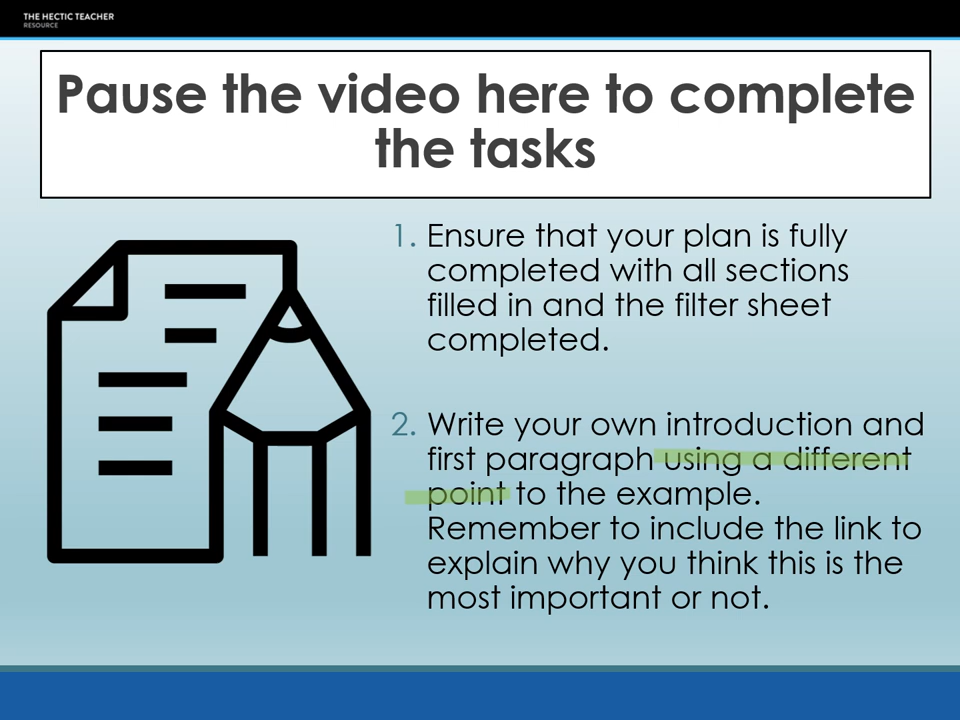 THE HECTIC TEACHER
RESOURCE
Pause the video here to complete
the tasks
1. Ensure that your plan is fully
completed with all sections
filled in and the filter sheet
completed.
2. Write your own introduction and
first paragraph using a different
point to the example.
Remember to include the link to
explain why you think this is the
most important or not.